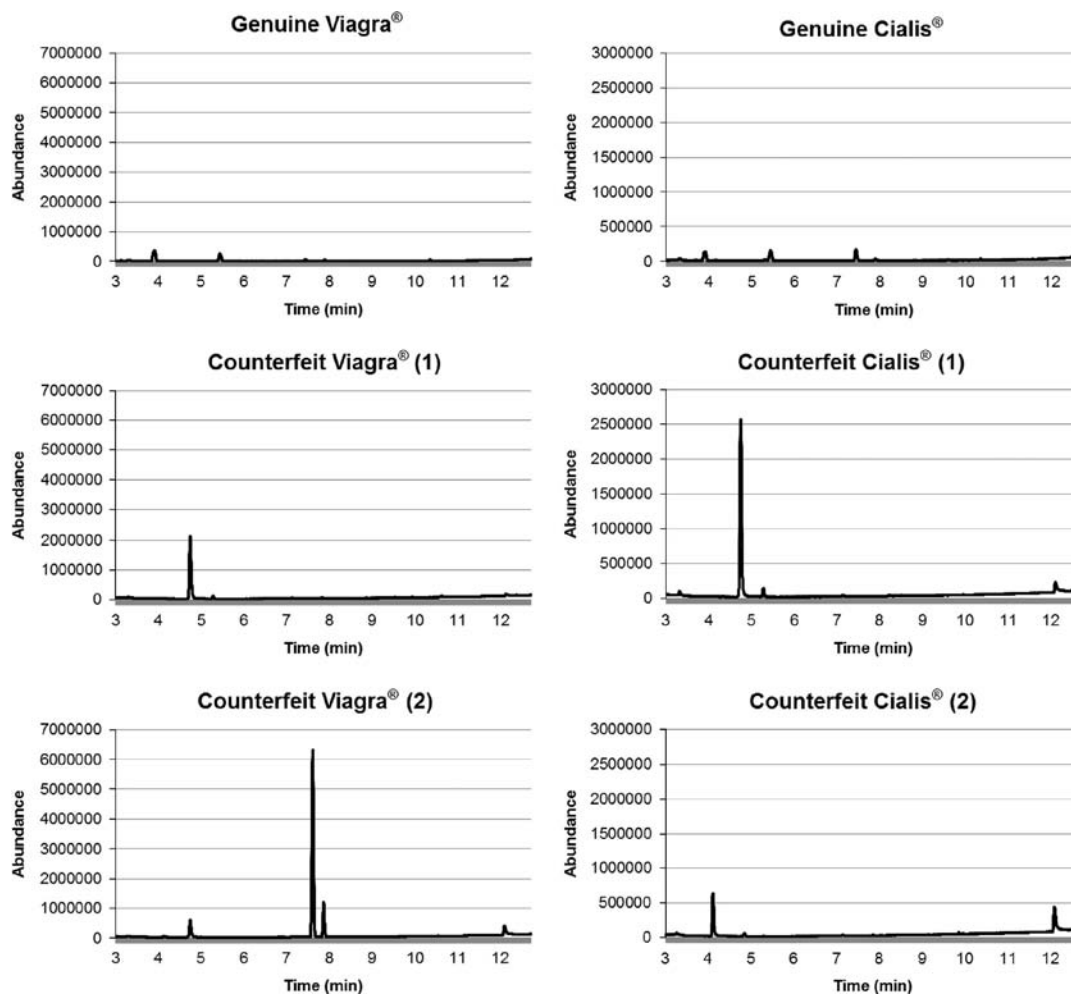 Genuine Viagra®
7000000
6000000
5000000
4000000
3000000
2000000
1000000
0
Abundance
3 4 5 6 7 8 9 10 11 12
Time (min)
Genuine Cialis®
3000000
2500000
2000000
1500000
1000000
500000
0
Abundance
3 4 5 6 7 8 9 10 11 12
Time (min)
Counterfeit Viagra® (1)
7000000
6000000
5000000
4000000
3000000
2000000
1000000
0
Abundance
3 4 5 6 7 8 9 10 11 12
Time (min)
Counterfeit Cialis® (1)
3000000
2500000
2000000
1500000
1000000
500000
0
Abundance
3 4 5 6 7 8 9 10 11 12
Time (min)
Counterfeit Viagra® (2)
7000000
6000000
5000000
4000000
3000000
2000000
1000000
0
Abundance
3 4 5 6 7 8 9 10 11 12
Time (min)
Counterfeit Cialis® (2)
3000000
2500000
2000000
1500000
1000000
500000
0
Abundance
3 4 5 6 7 8 9 10 11 12
Time (min)